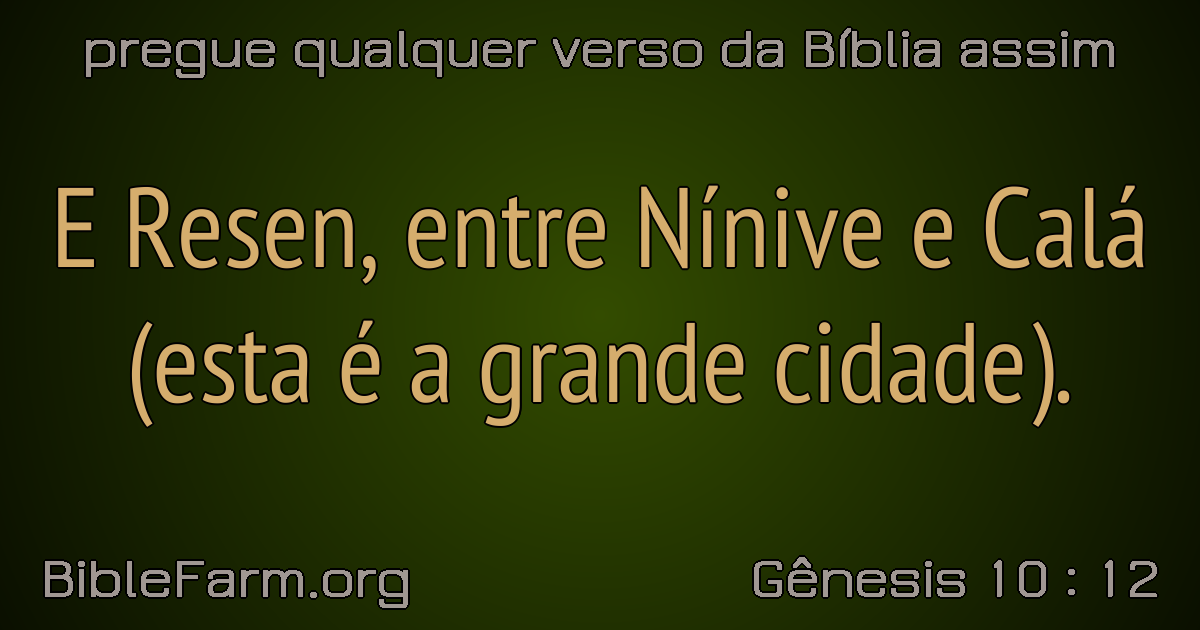 pregue qualquer verso da Bíblia assim
E Resen, entre Nínive e Calá
(esta é a grande cidade).
BibleFarm.org
Gênesis 10 : 12